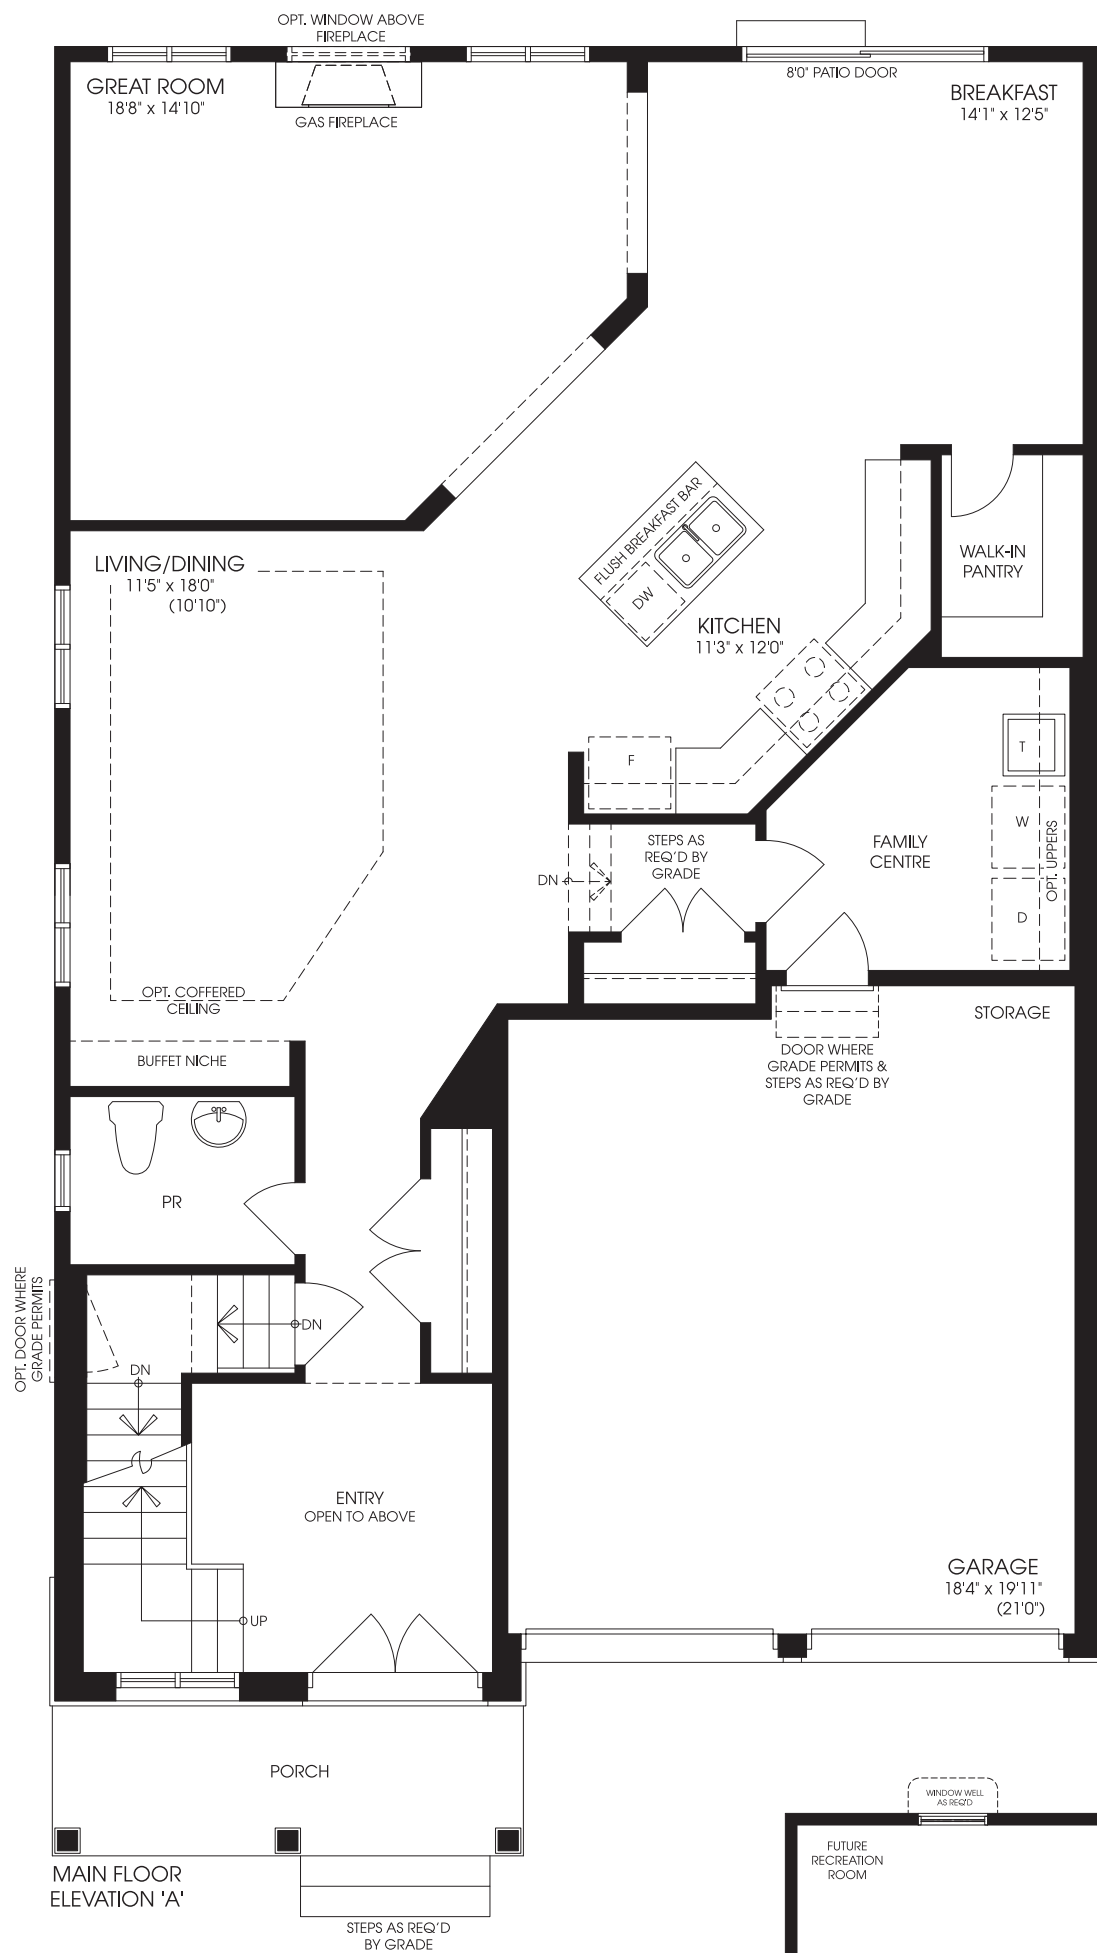 OPT. WINDOW ABOVE
FIREPLACE
GREAT ROOM
18'8" x 14'10"
GAS FIREPLACE
8'0" PATIO DOOR
BREAKFAST
14'1" x 12'5"
FLUSH BREAKFAST BAR
DW
WALK-IN
PANTRY
LIVING/DINING
11'5" x 18'0"
(10'10")
KITCHEN
11'3" x 12'0"
F
T
W
D
OPT. UPPERS
STEPS AS
REQ'D BY
GRADE
FAMILY
CENTRE
DN
OPT. COFFERED
CEILING
BUFFET NICHE
STORAGE
DOOR WHERE
GRADE PERMITS &
STEPS AS REQ'D BY
GRADE
PR
OPT. DOOR WHERE
GRADE PERMITS
DN
DN
ENTRY
OPEN TO ABOVE
UP
GARAGE
18'4" x 19'11"
(21'0")
PORCH
MAIN FLOOR
ELEVATION 'A'
STEPS AS REQ'D
BY GRADE
WINDOW WELL
AS REQ'D
FUTURE
RECREATION
ROOM